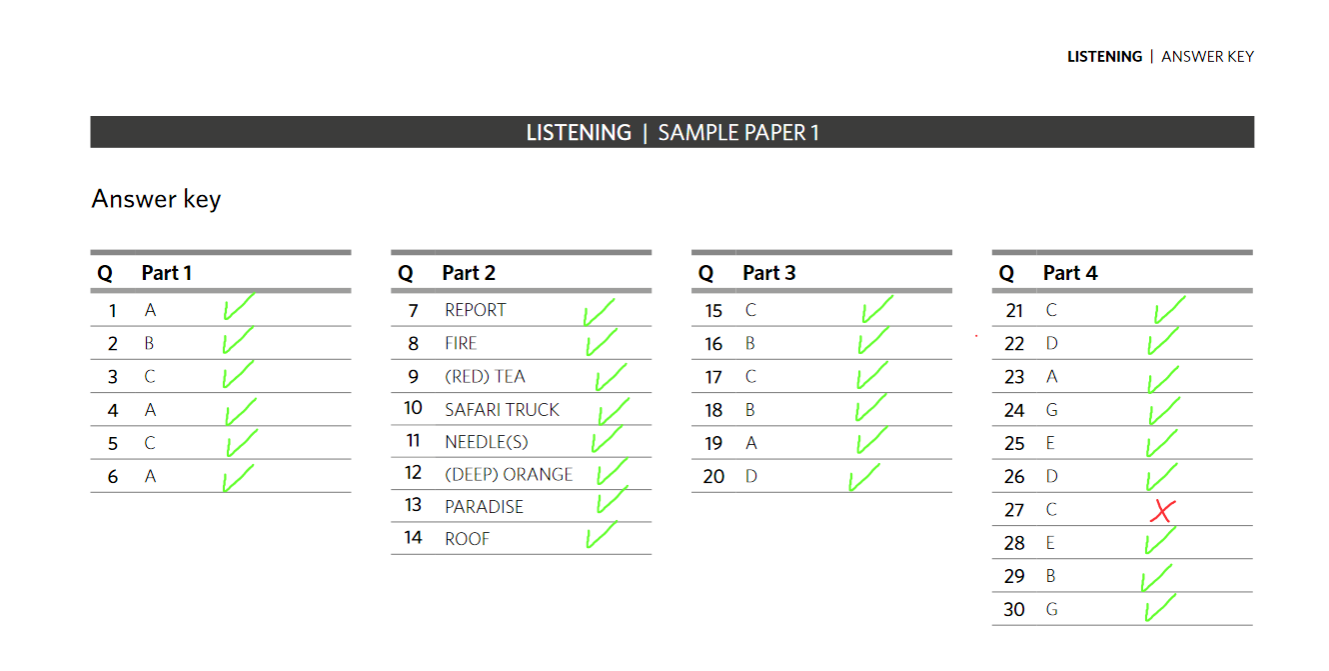 LISTENING | ANSWER KEY
LISTENING | SAMPLE PAPER 1
Answer key
Q Part 1
1 A
2 B
3 C
4 A
5 C
6 A
Q Part 2
7 REPORT
8 FIRE
9 (RED) TEA
10 SAFARI TRUCK
11 NEEDLE(S)
12 (DEEP) ORANGE
13 PARADISE
14 ROOF
Q Part 3
15 C
16 B
17 C
18 B
19 A
20 D
Q Part 4
21 C
22 D
23 A
24 G
25 E
26 D
27 C
28 E
29 B
30 G